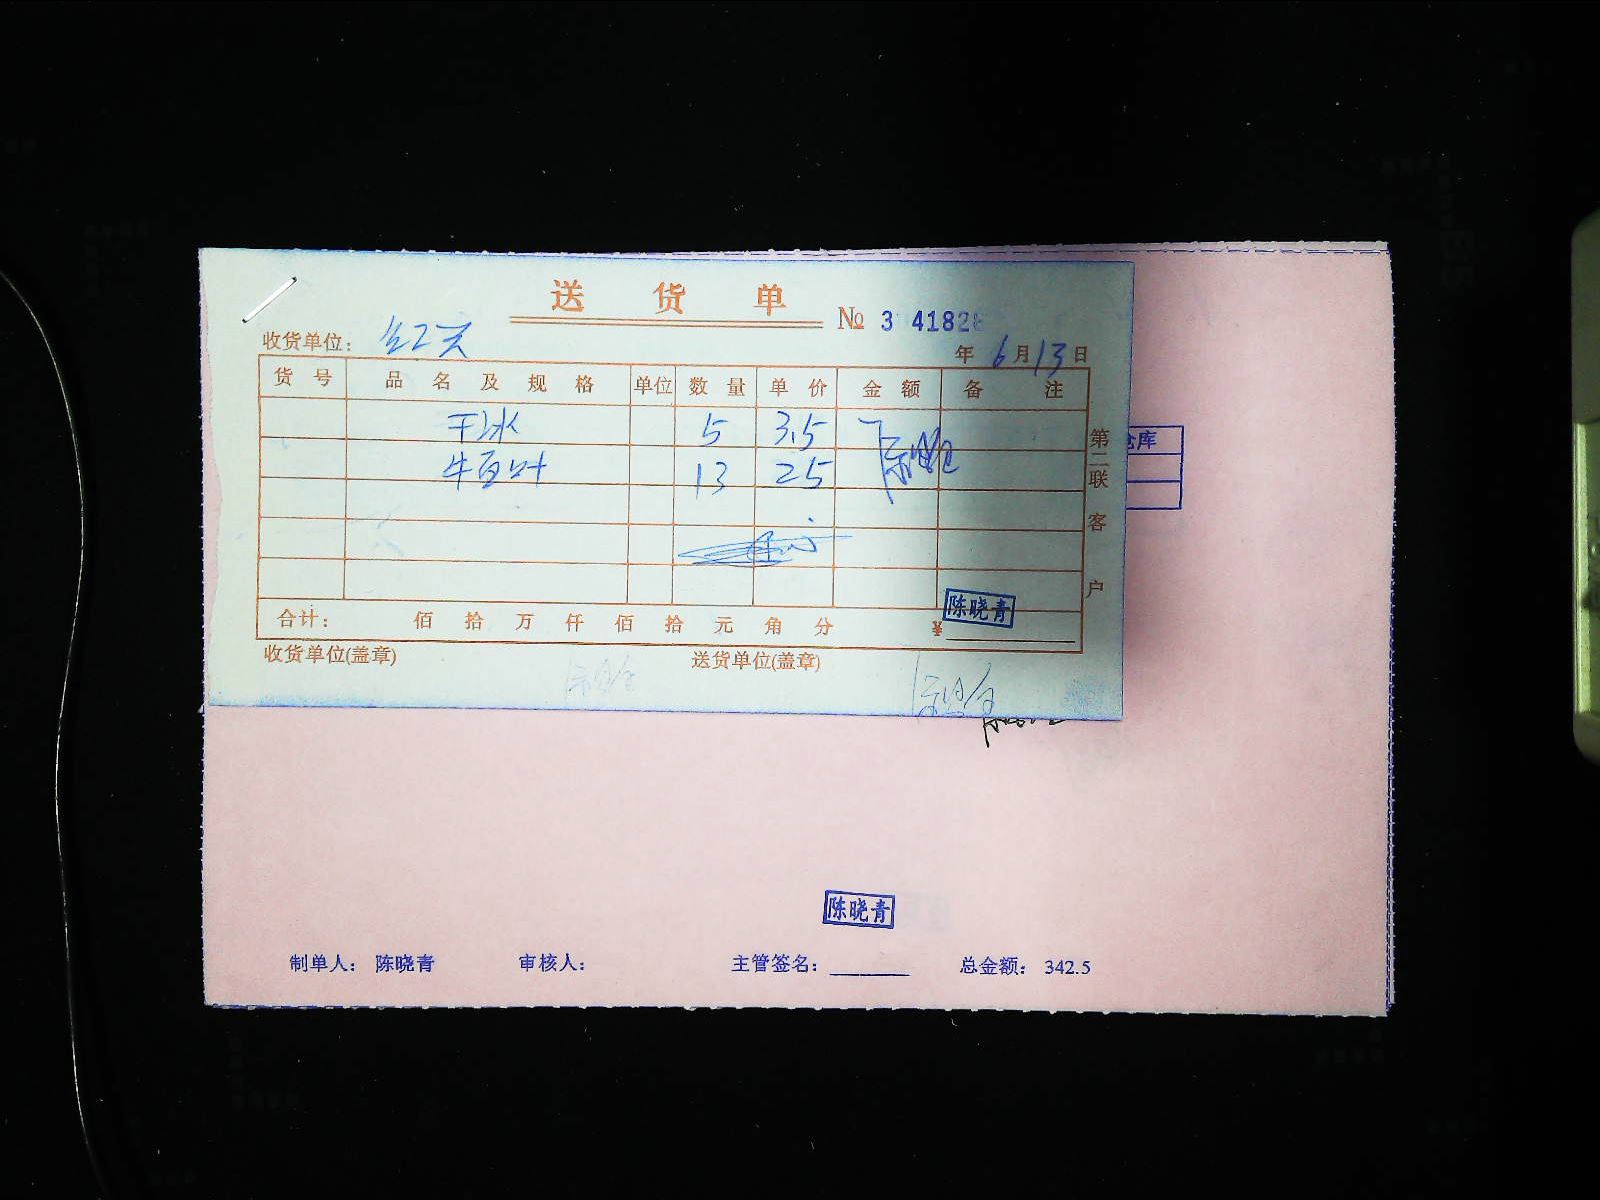 送 货 单
№ 3 41828
收货单位:
年 6 月 13 日
货 号 品 名 及 规 格 单位 数 量 单 价 金 额 备 注
干冰 5 3.5
牛百叶 13 25
第二联 客户
仓库
陈晓青
合计: 佰 拾 万 仟 佰 拾 元 角 分 ¥
收货单位(盖章) 送货单位(盖章)
陈晓青
制单人: 陈晓青 审核人: 主管签名: 总金额: 342.5